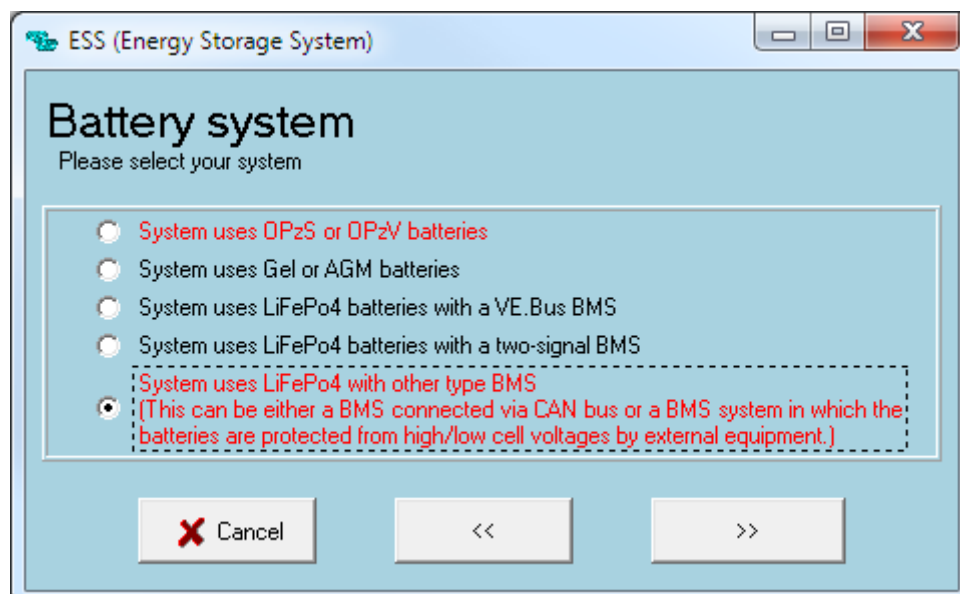 ESS (Energy Storage System)
Battery system
Please select your system
System uses OPzS or OPzV batteries
System uses Gel or AGM batteries
System uses LiFePo4 batteries with a VE.Bus BMS
System uses LiFePo4 batteries with a two-signal BMS
System uses LiFePo4 with other type BMS
(This can be either a BMS connected via CAN bus or a BMS system in which the
batteries are protected from high/low cell voltages by external equipment.)
Cancel
<<
>>